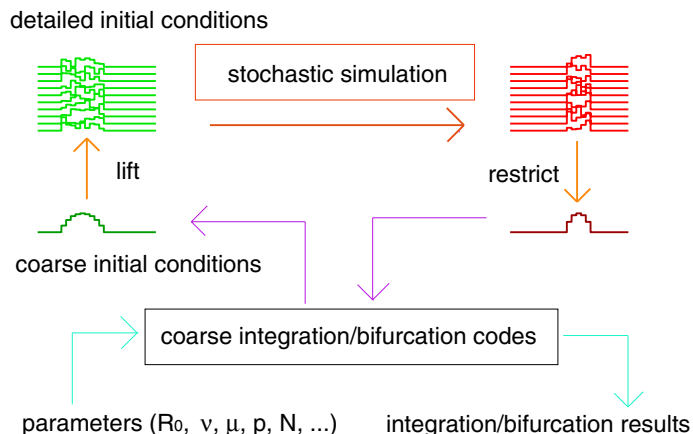 detailed initial conditions
stochastic simulation
lift
restrict
coarse initial conditions
coarse integration/bifurcation codes
parameters (R₀, ν, μ, p, N, ...)
integration/bifurcation results